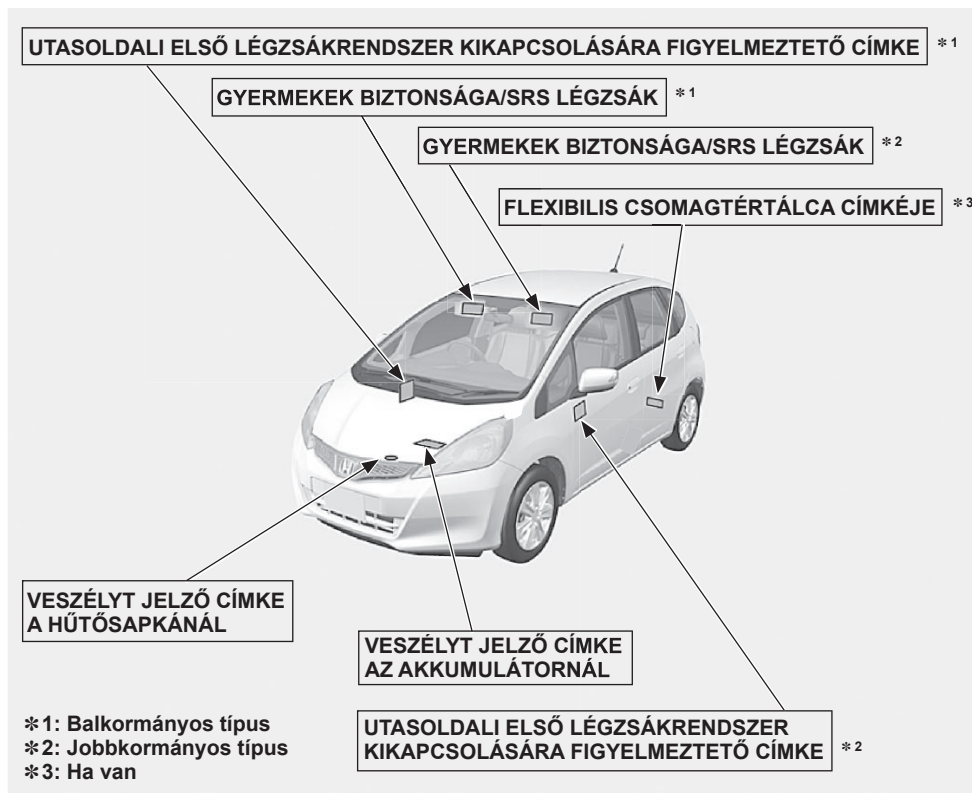 UTASOLDALI ELSŐ LÉGZSÁKRENDSZER KIKAPCSOLÁSÁRA FIGYELMEZTETŐ CÍMKE *1
GYERMEKEK BIZTONSÁGA/SRS LÉGZSÁK *1
GYERMEKEK BIZTONSÁGA/SRS LÉGZSÁK *2
FLEXIBILIS CSOMAGTÉRTÁLCA CÍMKÉJE *3
VESZÉLYT JELZŐ CÍMKE
A HŰTŐSAPKÁNÁL
VESZÉLYT JELZŐ CÍMKE
AZ AKKUMULÁTORNÁL
UTASOLDALI ELSŐ LÉGZSÁKRENDSZER
KIKAPCSOLÁSÁRA FIGYELMEZTETŐ CÍMKE *2
*1: Balkormányos típus
*2: Jobbkormányos típus
*3: Ha van